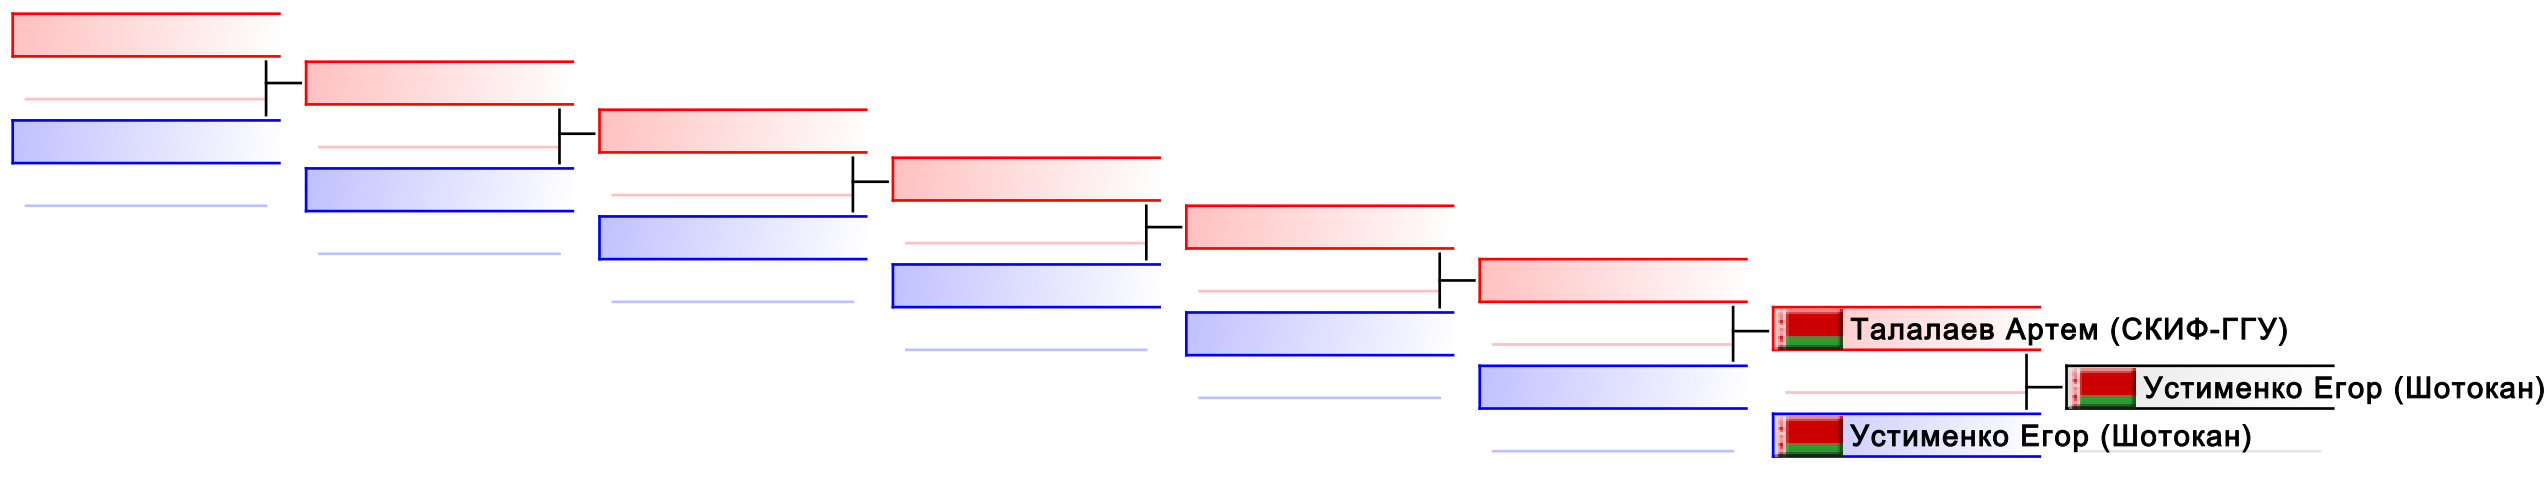 Талалаев Артем (СКИФ-ГГУ)
Устименко Егор (Шотокан)
Устименко Егор (Шотокан)